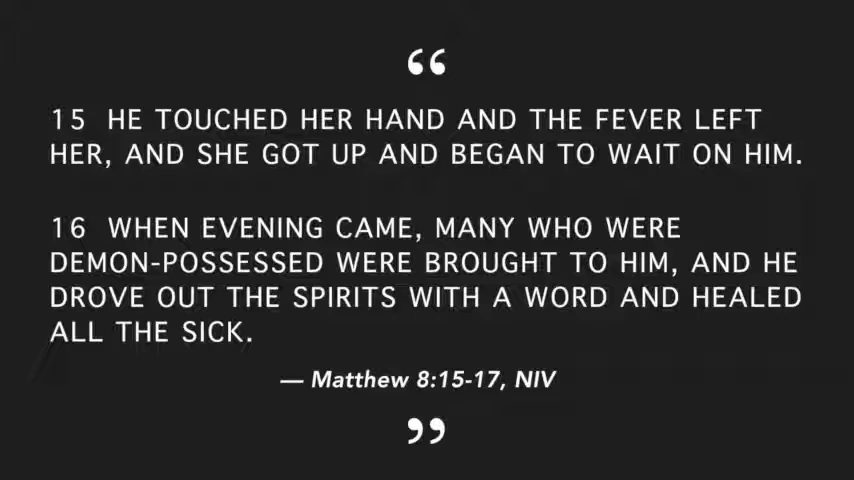 “
15 HE TOUCHED HER HAND AND THE FEVER LEFT
HER, AND SHE GOT UP AND BEGAN TO WAIT ON HIM.
16 WHEN EVENING CAME, MANY WHO WERE
DEMON-POSSESSED WERE BROUGHT TO HIM, AND HE
DROVE OUT THE SPIRITS WITH A WORD AND HEALED
ALL THE SICK.
— Matthew 8:15-17, NIV
”